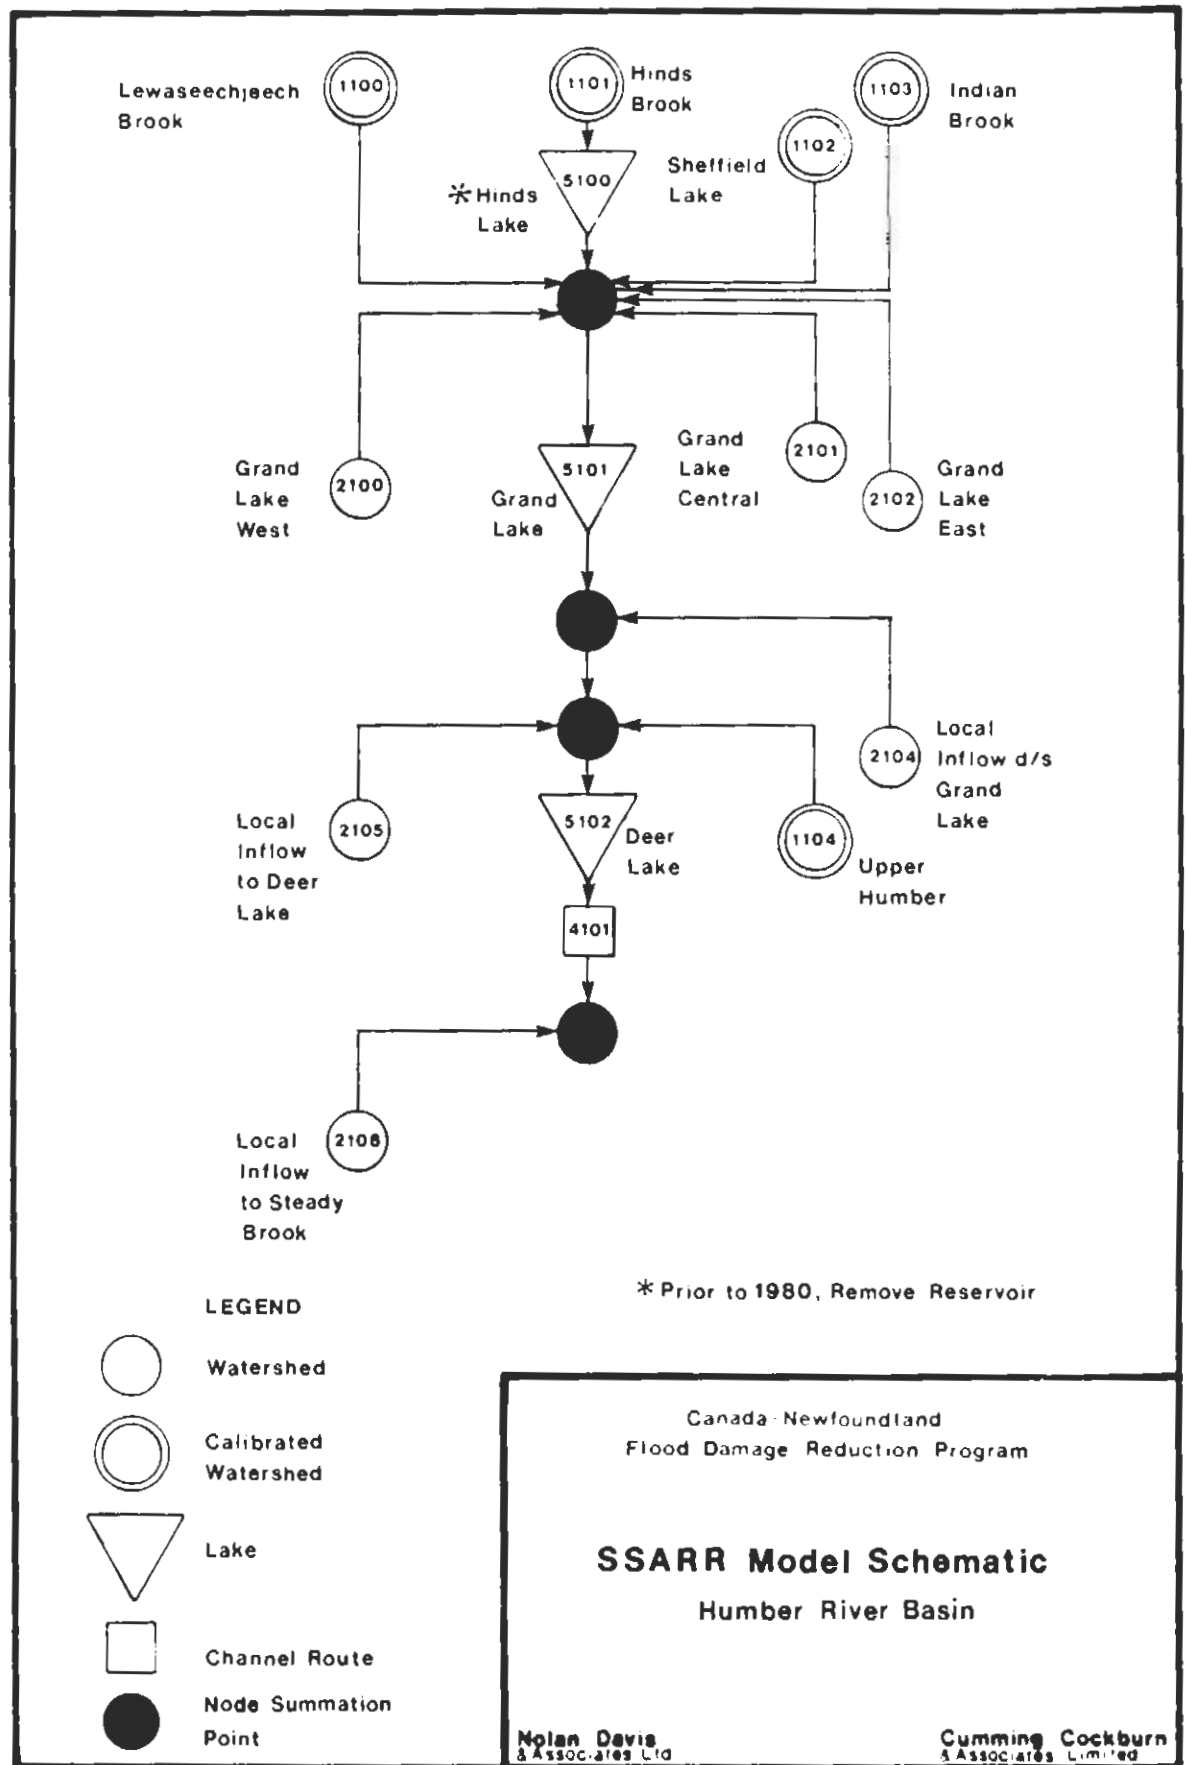 Lewaseechjeech
Brook
1100
1101
Hinds
Brook
1103
Indian
Brook
1102
Sheffield
Lake
5100
*Hinds
Lake
Grand
Lake
West
2100
5101
Grand
Lake
Grand
Lake
Central
2101
2102
Grand
Lake
East
Local
Inflow d/s
Grand
Lake
2104
Local
Inflow
to Deer
Lake
2105
5102
Deer
Lake
1104
Upper
Humber
4101
Local
Inflow
to Steady
Brook
2106
* Prior to 1980, Remove Reservoir
LEGEND
Watershed
Calibrated
Watershed
Lake
Channel Route
Node Summation
Point
Canada-Newfoundland
Flood Damage Reduction Program
SSARR Model Schematic
Humber River Basin
Nolan Davis
& Associates Ltd
Cumming Cockburn
& Associates Limited